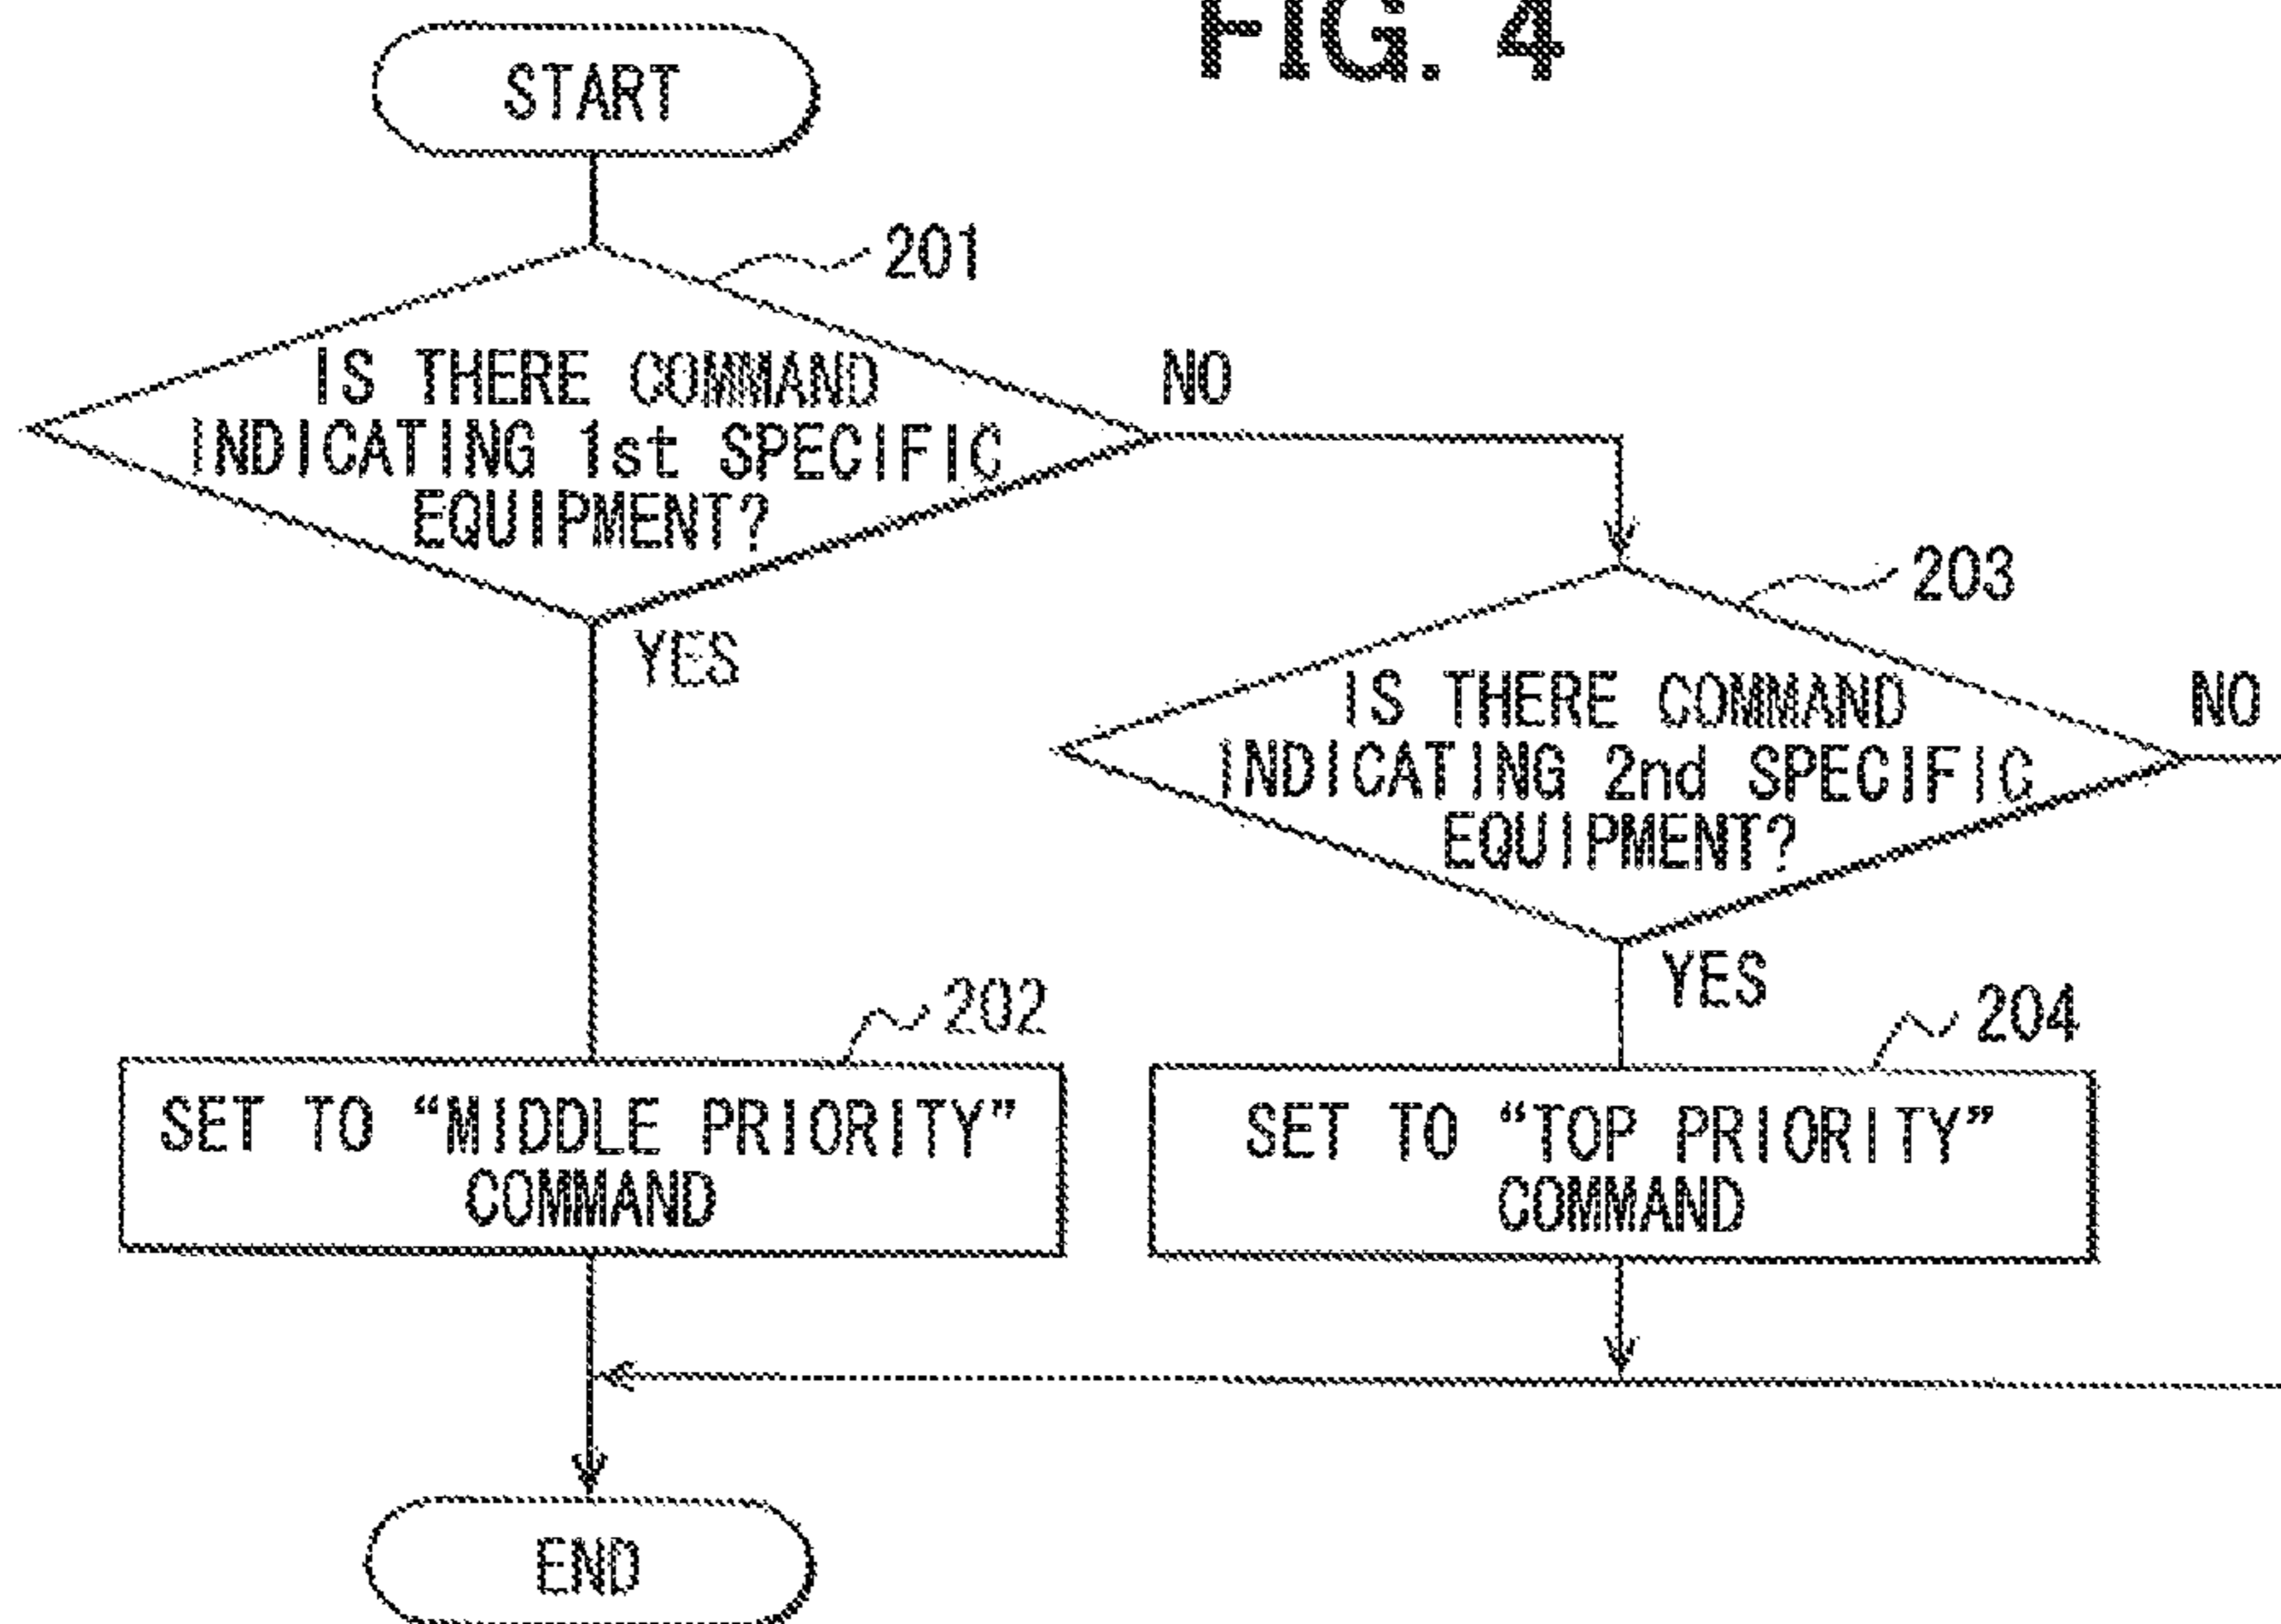 FIG. 4
START
201
IS THERE COMMAND
INDICATING 1st SPECIFIC
EQUIPMENT?
NO
YES
203
IS THERE COMMAND
INDICATING 2nd SPECIFIC
EQUIPMENT?
NO
YES
202
SET TO “MIDDLE PRIORITY”
COMMAND
204
SET TO “TOP PRIORITY”
COMMAND
END